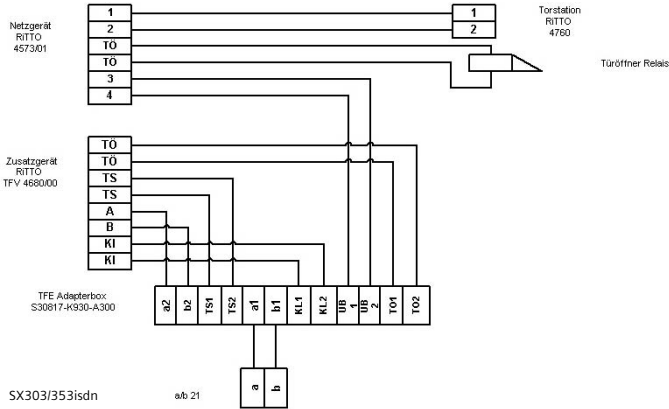 Netzgerät
RiTTO
4573/01
1
2
TÖ
TÖ
3
4
1
2
Torstation
RiTTO
4760
Türöffner Relais
Zusatzgerät
RiTTO
TFV 4680/00
TÖ
TÖ
TS
TS
A
B
KI
KI
TFE Adapterbox
S30817-K930-A300
a2
b2
TS1
TS2
a1
b1
KL1
KL2
UB
1
UB
2
TO1
TO2
SX303/353isdn
a/b 21
a
b